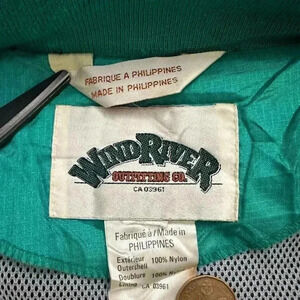 FABRIQUE A PHILIPPINES
MADE IN PHILIPPINES
WIND RIVER
OUTFITTING CO.
CA 03961
Fabriqué à/Made in
PHILIPPINES
Extérieur 100% Nylon
Outershell
Doublure 100% Nylon
Lining
CA 03961